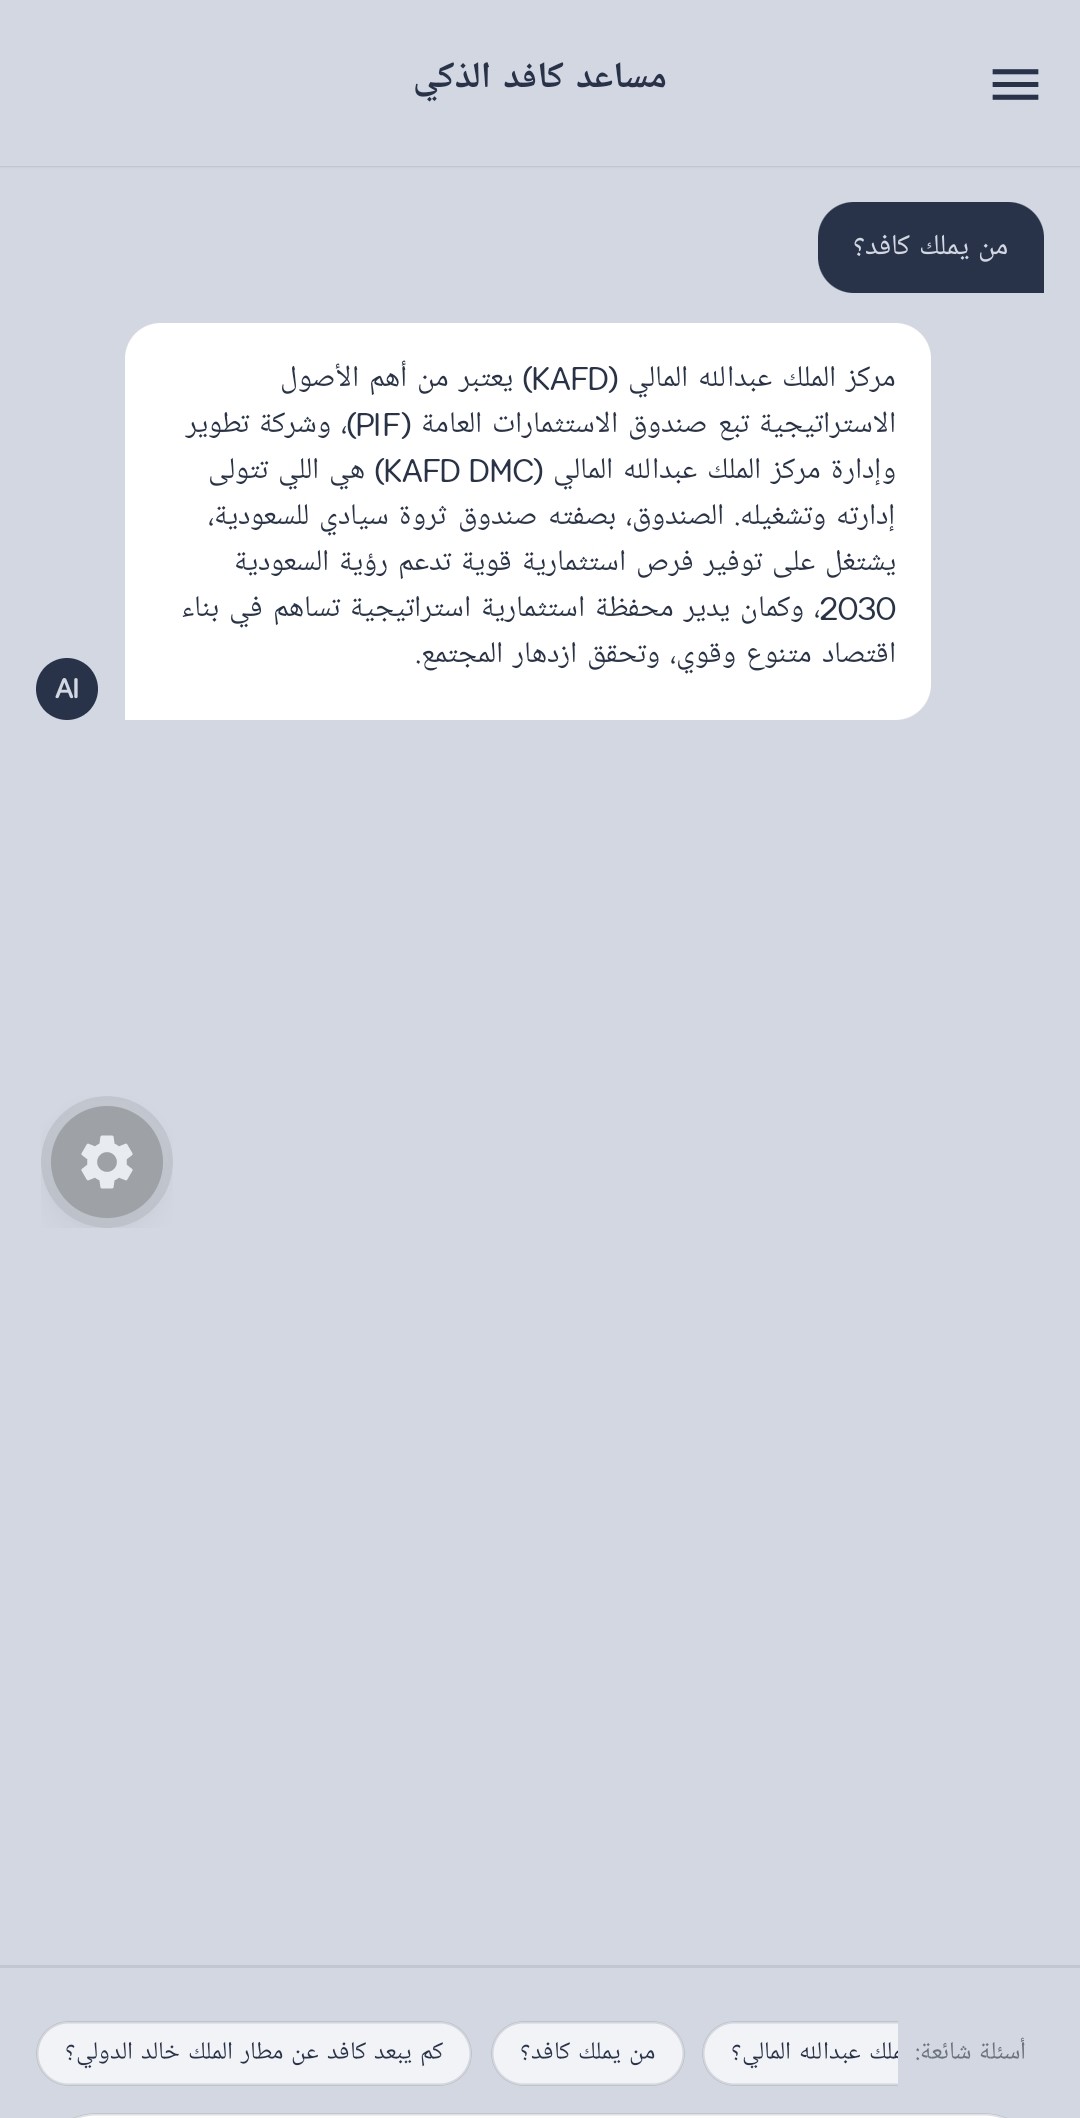 مساعد كافد الذكي
من يملك كافد؟
مركز الملك عبدالله المالي (KAFD) يعتبر من أهم الأصول
الاستراتيجية تبع صندوق الاستثمارات العامة (PIF)، وشركة تطوير
وإدارة مركز الملك عبدالله المالي (KAFD DMC) هي اللي تتولى
إدارته وتشغيله. الصندوق، بصفته صندوق ثروة سيادي للسعودية،
يشتغل على توفير فرص استثمارية قوية تدعم رؤية السعودية
2030، وكمان يدير محفظة استثمارية استراتيجية تساهم في بناء
اقتصاد متنوع وقوي، وتحقق ازدهار المجتمع.
AI
أسئلة شائعة: عبدالله المالي؟ من يملك كافد؟ كم يبعد كافد عن مطار الملك خالد الدولي؟